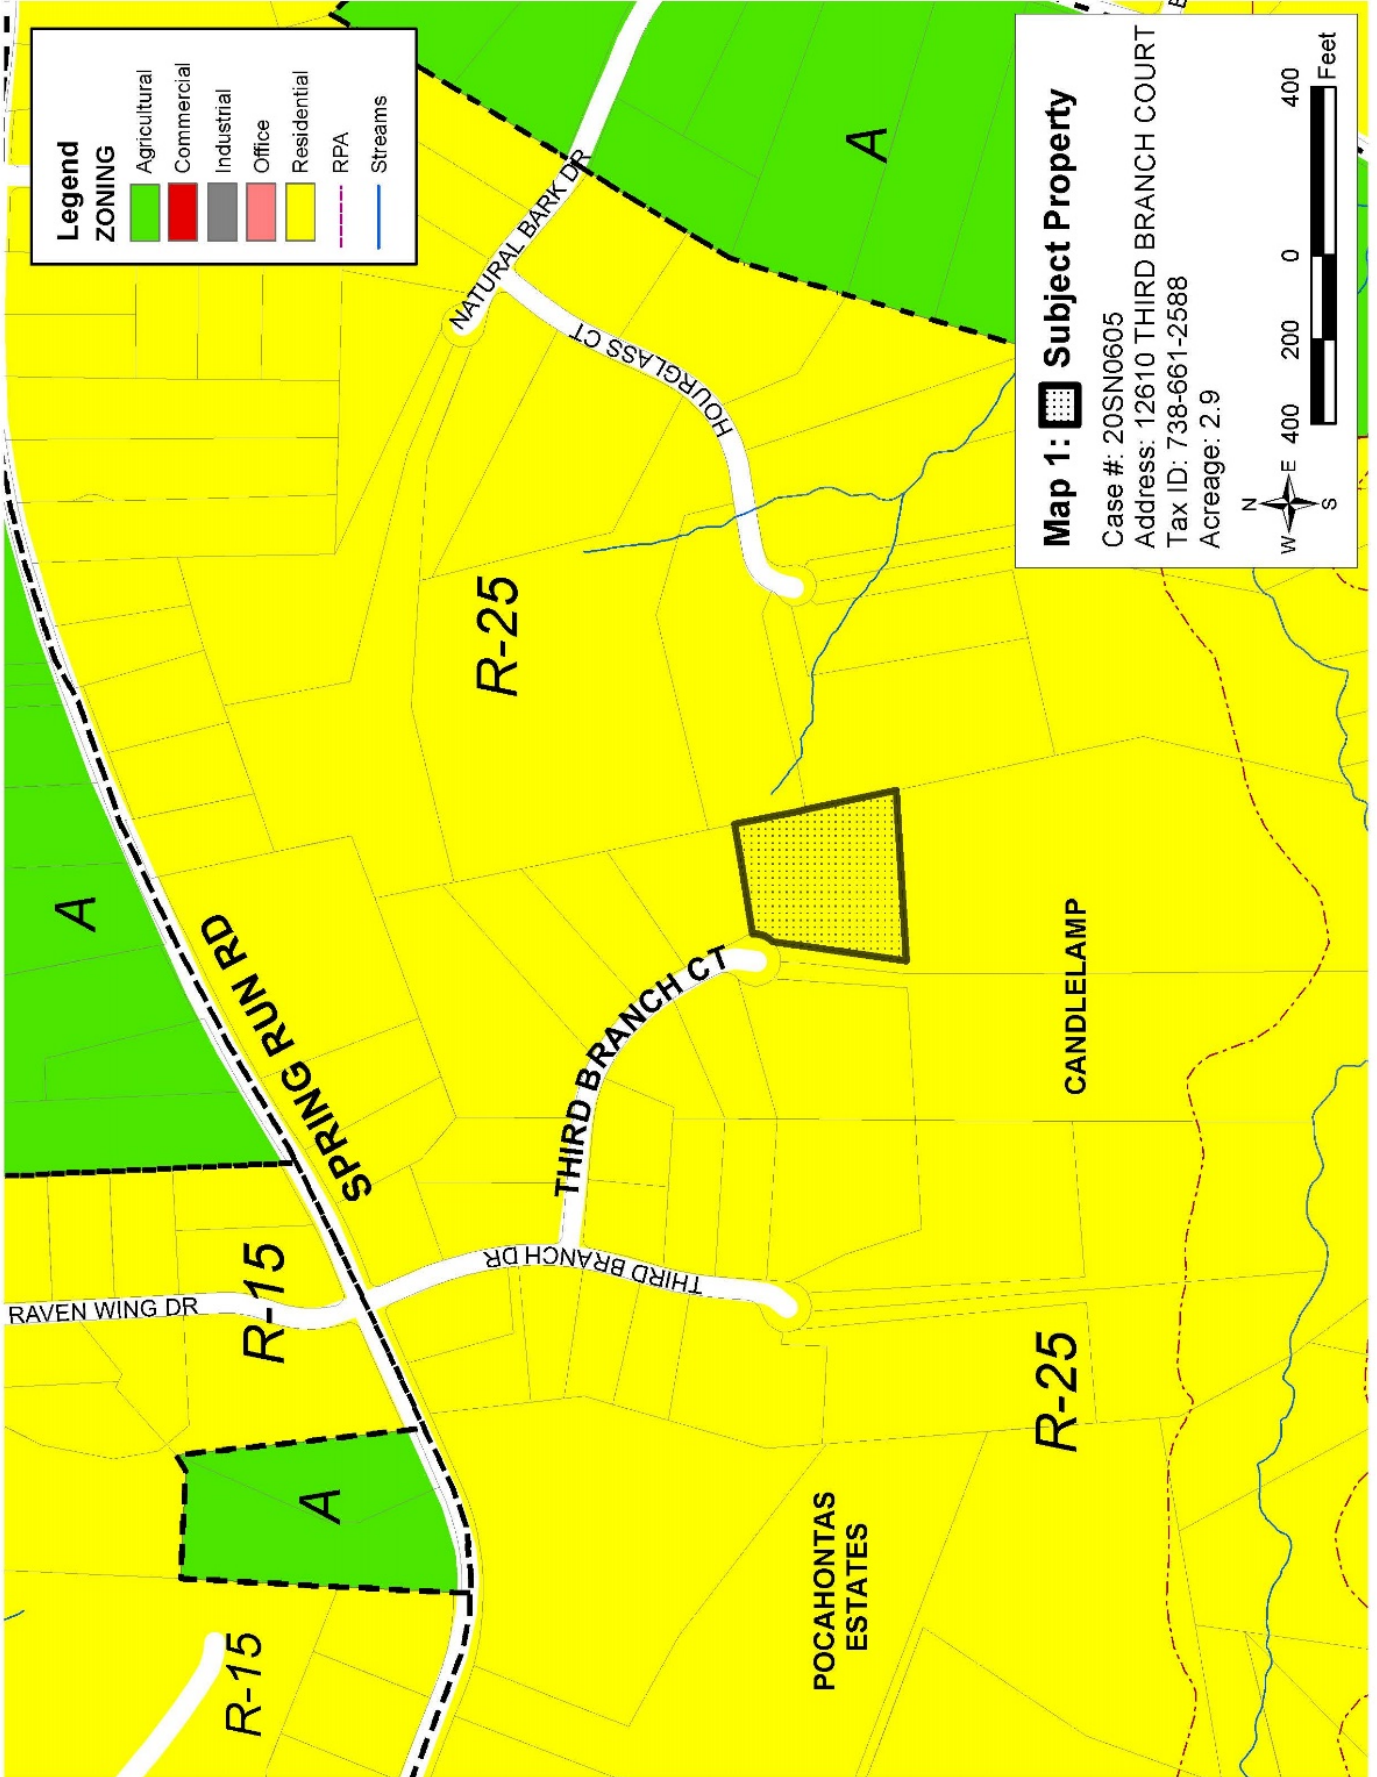 Legend
ZONING
Agricultural
Commercial
Industrial
Office
Residential
RPA
Streams
A
A
A
R-15
R-15
RAVEN WING DR
SPRING RUN RD
THIRD BRANCH DR
THIRD BRANCH CT
R-25
NATURAL BARK DR
HOURGLASS CT
A
POCAHONTAS
ESTATES
R-25
CANDLELAMP
Map 1: Subject Property
Case #: 20SN0605
Address: 12610 THIRD BRANCH COURT
Tax ID: 738-661-2588
Acreage: 2.9
N
W E
S
400 200 0 400
Feet